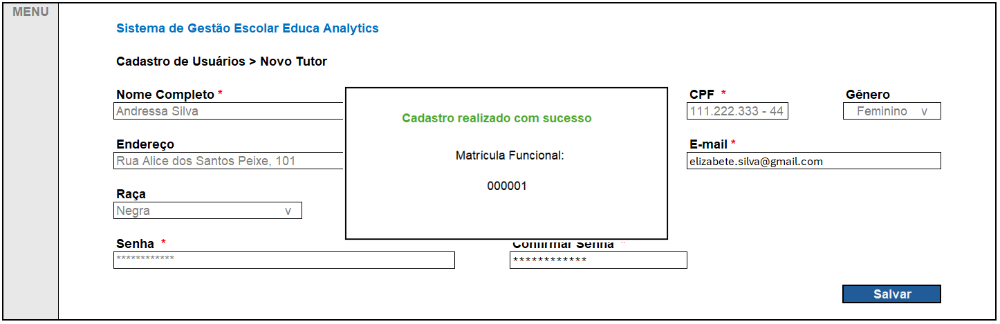 MENU
Sistema de Gestão Escolar Educa Analytics
Cadastro de Usuários > Novo Tutor
Nome Completo *
CPF *
Gênero
Andressa Silva
111.222.333 - 44
Feminino v
Cadastro realizado com sucesso
Endereço
E-mail *
Matrícula Funcional:
Rua Alice dos Santos Peixe, 101
elizabete.silva@gmail.com
000001
Raça
Negra v
Senha *
Confirmar Senha *
************
************
Salvar